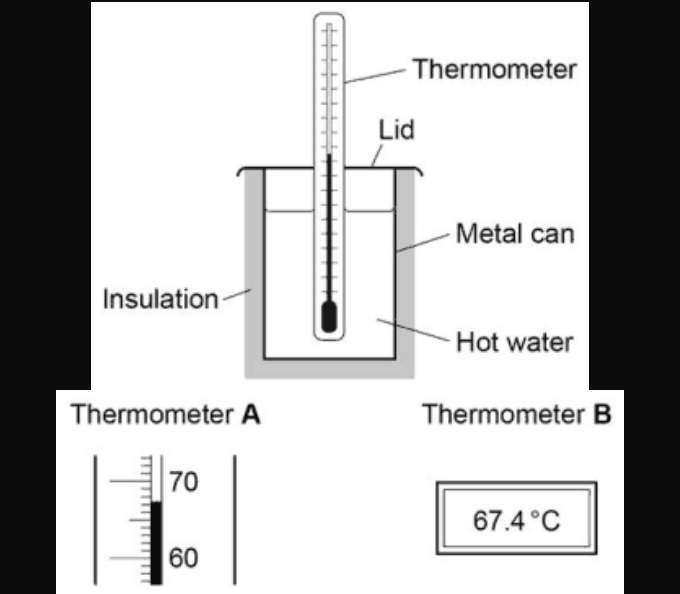 Thermometer
Lid
Metal can
Insulation
Hot water
Thermometer A
Thermometer B
70
67.4 °C
60